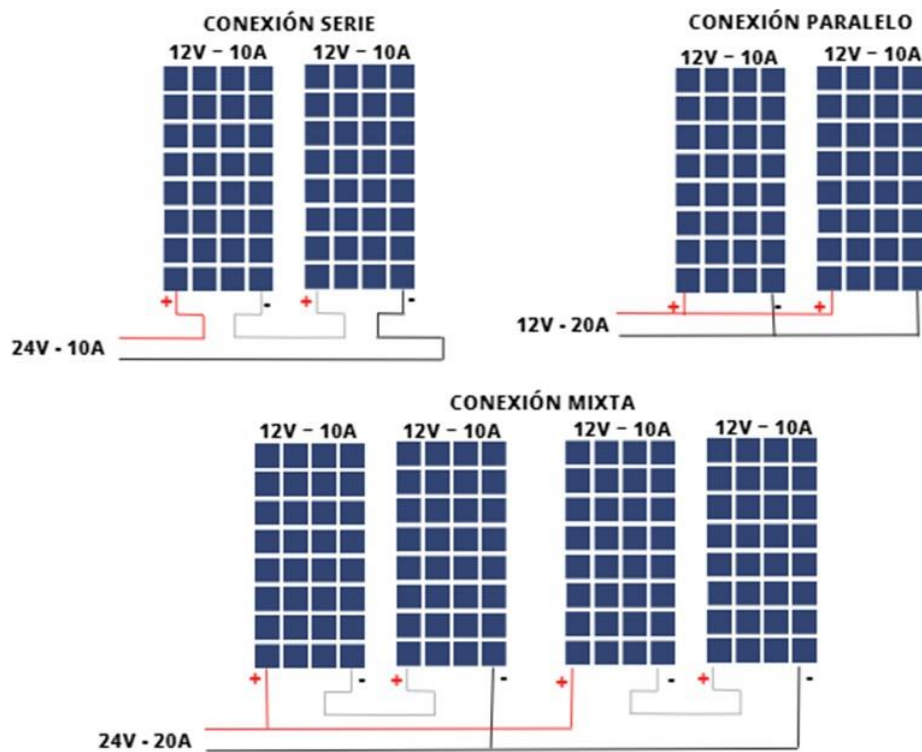 CONEXIÓN SERIE
12V – 10A 12V – 10A
+ - + -
24V - 10A
CONEXIÓN PARALELO
12V – 10A 12V – 10A
+ - +
12V - 20A
CONEXIÓN MIXTA
12V – 10A 12V – 10A 12V – 10A 12V – 10A
+ - + - + - + -
24V - 20A